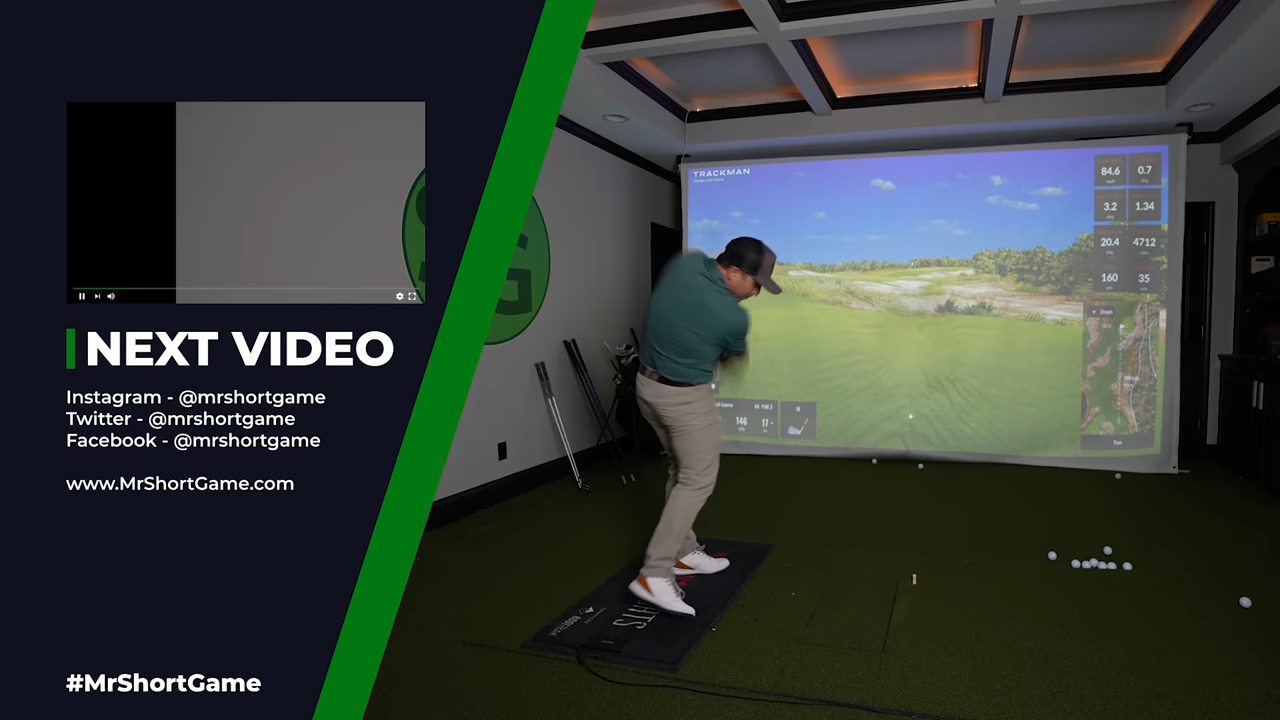 NEXT VIDEO
Instagram - @mrshortgame
Twitter - @mrshortgame
Facebook - @mrshortgame
www.MrShortGame.com
#MrShortGame
TRACKMAN
84.6 0.7
3.2 1.34
20.4 4712
160 35
146
17
G